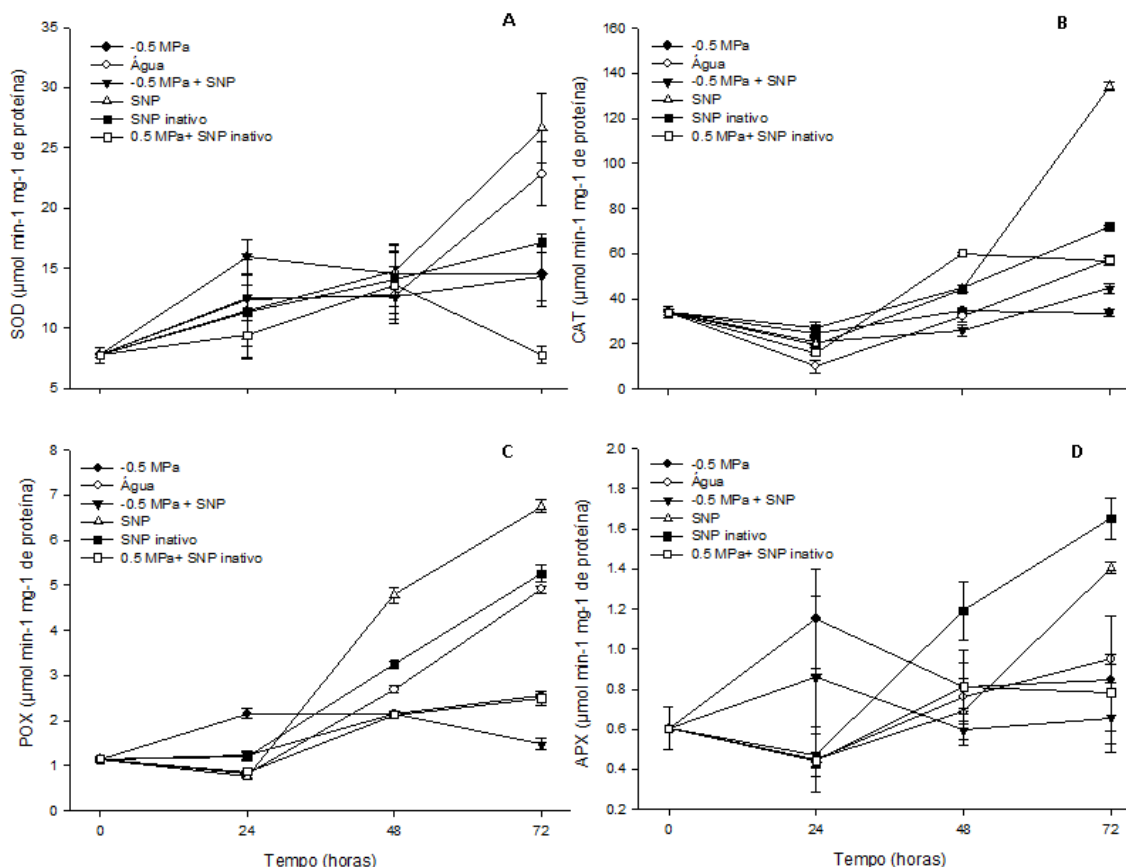 A
-0.5 MPa
Água
-0.5 MPa + SNP
SNP
SNP inativo
0.5 MPa+ SNP inativo
SOD (µmol min-1 mg-1 de proteína)
35
30
25
20
15
10
5
B
-0.5 MPa
Água
-0.5 MPa + SNP
SNP
SNP inativo
0.5 MPa+ SNP inativo
CAT (µmol min-1 mg-1 de proteína)
160
140
120
100
80
60
40
20
0
C
-0.5 MPa
Água
-0.5 MPa + SNP
SNP
SNP inativo
0.5 MPa+ SNP inativo
POX (µmol min-1 mg-1 de proteína)
8
7
6
5
4
3
2
1
0
0 24 48 72
Tempo (horas)
D
-0.5 MPa
Água
-0.5 MPa + SNP
SNP
SNP inativo
0.5 MPa+ SNP inativo
APX (µmol min-1 mg-1 de proteína)
2.0
1.8
1.6
1.4
1.2
1.0
0.8
0.6
0.4
0.2
0 24 48 72
Tempo (horas)